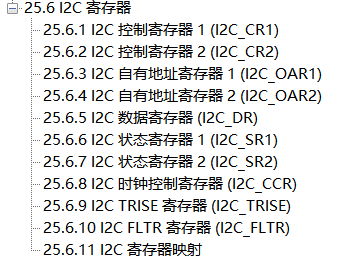 25.6 I2C 寄存器
25.6.1 I2C 控制寄存器 1 (I2C_CR1)
25.6.2 I2C 控制寄存器 2 (I2C_CR2)
25.6.3 I2C 自有地址寄存器 1 (I2C_OAR1)
25.6.4 I2C 自有地址寄存器 2 (I2C_OAR2)
25.6.5 I2C 数据寄存器 (I2C_DR)
25.6.6 I2C 状态寄存器 1 (I2C_SR1)
25.6.7 I2C 状态寄存器 2 (I2C_SR2)
25.6.8 I2C 时钟控制寄存器 (I2C_CCR)
25.6.9 I2C TRISE 寄存器 (I2C_TRISE)
25.6.10 I2C FLTR 寄存器 (I2C_FLTR)
25.6.11 I2C 寄存器映射